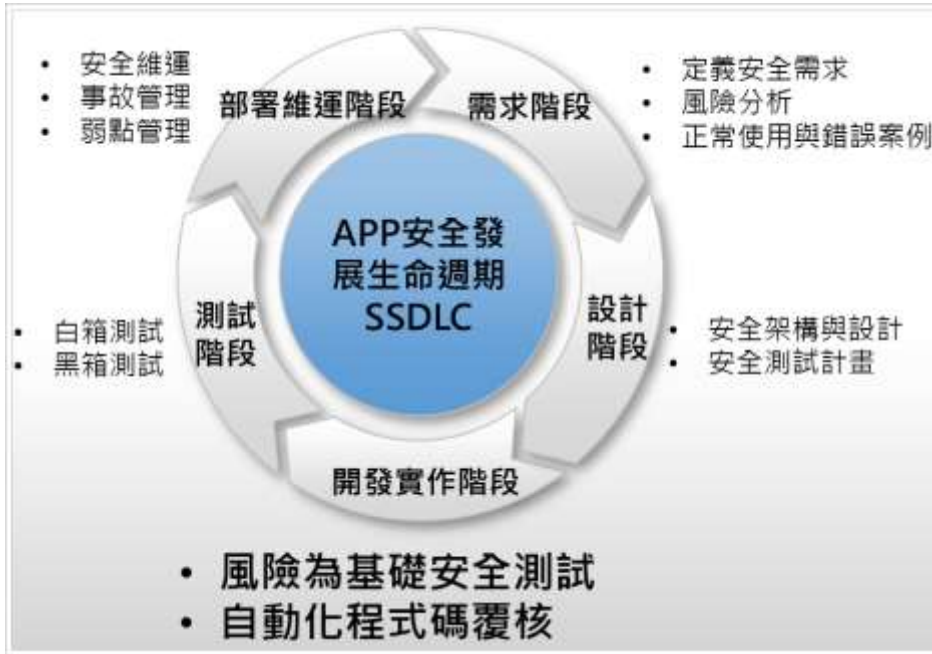 • 安全維運
• 事故管理
• 弱點管理
部署維運階段
需求階段
• 定義安全需求
• 風險分析
• 正常使用與錯誤案例
APP安全發
展生命週期
SSDLC
測試
階段
• 白箱測試
• 黑箱測試
設計
階段
• 安全架構與設計
• 安全測試計畫
開發實作階段
• 風險為基礎安全測試
• 自動化程式碼覆核